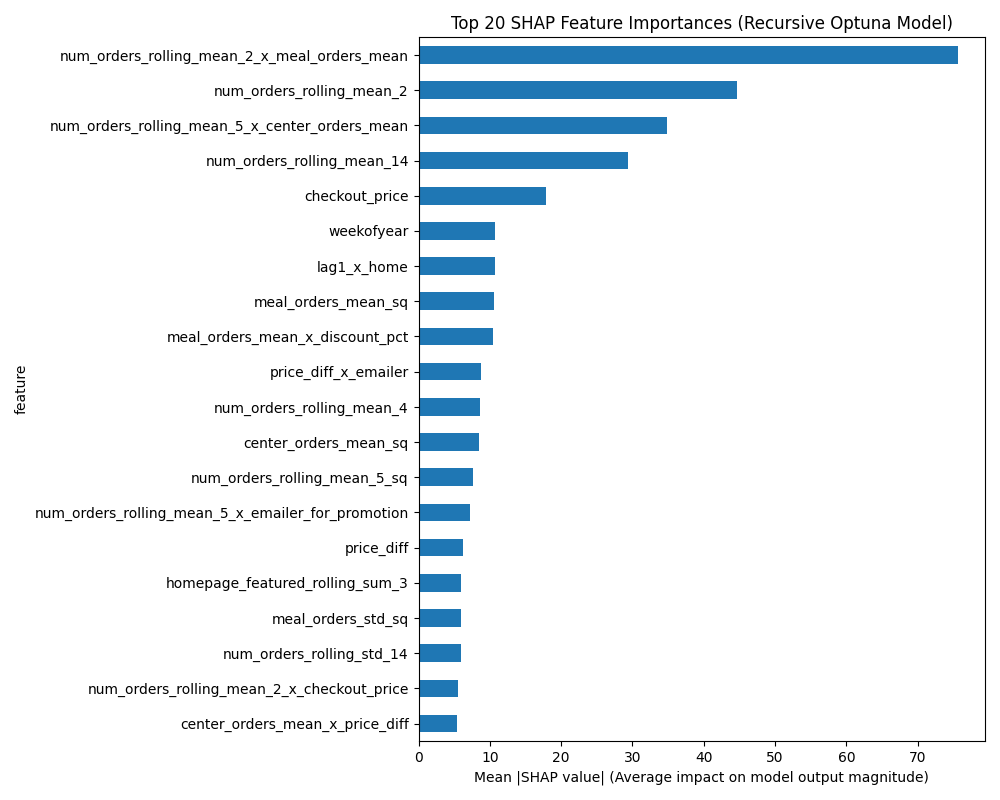 Top 20 SHAP Feature Importances (Recursive Optuna Model)
num_orders_rolling_mean_2_x_meal_orders_mean
num_orders_rolling_mean_2
num_orders_rolling_mean_5_x_center_orders_mean
num_orders_rolling_mean_14
checkout_price
weekofyear
lag1_x_home
meal_orders_mean_sq
meal_orders_mean_x_discount_pct
price_diff_x_emailer
num_orders_rolling_mean_4
center_orders_mean_sq
num_orders_rolling_mean_5_sq
num_orders_rolling_mean_5_x_emailer_for_promotion
price_diff
homepage_featured_rolling_sum_3
meal_orders_std_sq
num_orders_rolling_std_14
num_orders_rolling_mean_2_x_checkout_price
center_orders_mean_x_price_diff
feature
0 10 20 30 40 50 60 70
Mean |SHAP value| (Average impact on model output magnitude)